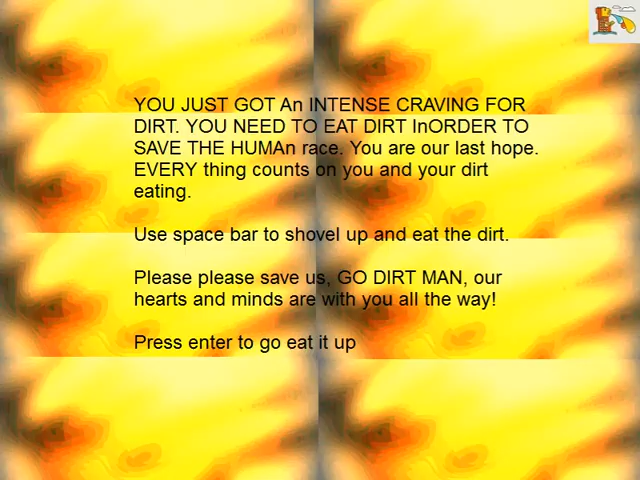 YOU JUST GOT An INTENSE CRAVING FOR
DIRT. YOU NEED TO EAT DIRT InORDER TO
SAVE THE HUMAn race. You are our last hope.
EVERY thing counts on you and your dirt
eating.
Use space bar to shovel up and eat the dirt.
Please please save us, GO DIRT MAN, our
hearts and minds are with you all the way!
Press enter to go eat it up